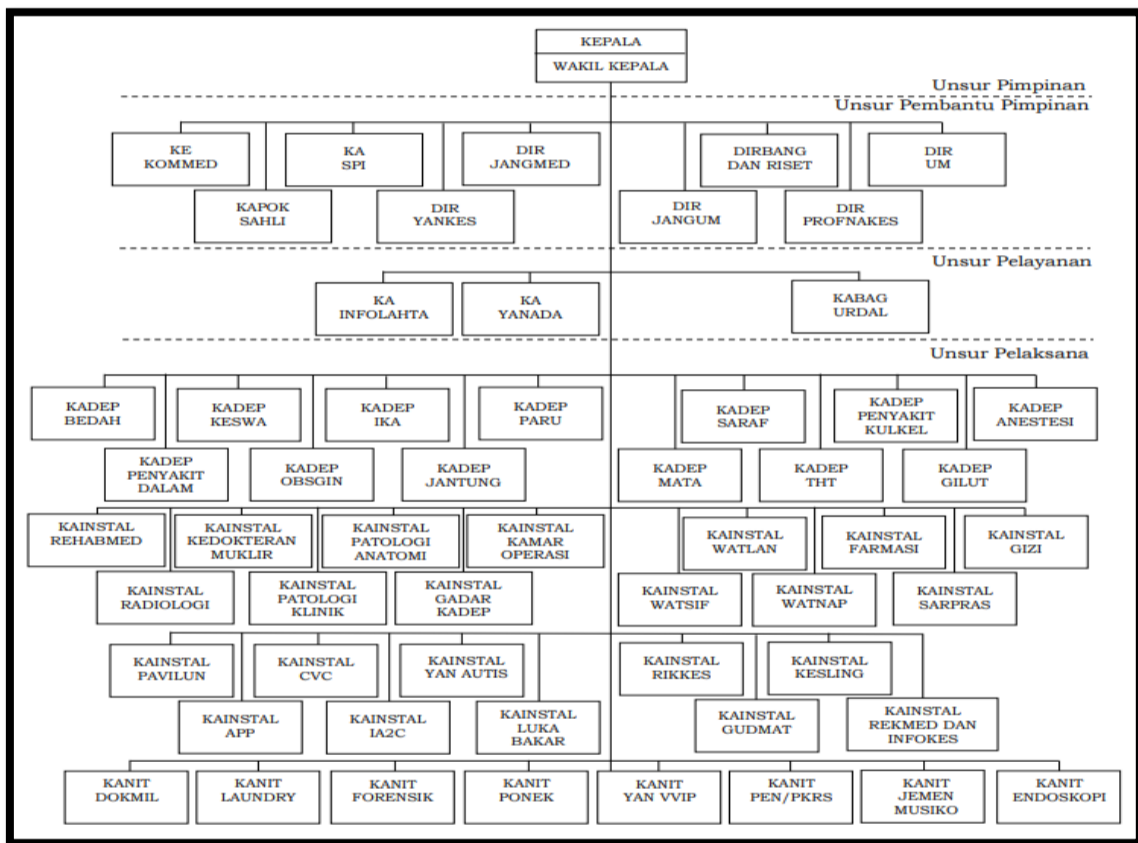 KEPALA
WAKIL KEPALA
Unsur Pimpinan
Unsur Pembantu Pimpinan
KE
KOMMED
KA
SPI
DIR
JANGMED
DIRBANG
DAN RISET
DIR
UM
KAPOK
SAHLI
DIR
YANKES
DIR
JANGUM
DIR
PROFNAKES
Unsur Pelayanan
KA
INFOLAHTA
KA
YANADA
KABAG
URDAL
Unsur Pelaksana
KADEP
BEDAH
KADEP
KESWA
KADEP
IKA
KADEP
PARU
KADEP
SARAF
KADEP
PENYAKIT
KULKEL
KADEP
ANESTESI
KADEP
PENYAKIT
DALAM
KADEP
OBSGIN
KADEP
JANTUNG
KADEP
MATA
KADEP
THT
KADEP
GILUT
KAINSTAL
REHABMED
KAINSTAL
KEDOKTERAN
MUKLIR
KAINSTAL
PATOLOGI
ANATOMI
KAINSTAL
KAMAR
OPERASI
KAINSTAL
WATLAN
KAINSTAL
FARMASI
KAINSTAL
GIZI
KAINSTAL
RADIOLOGI
KAINSTAL
PATOLOGI
KLINIK
KAINSTAL
GADAR
KADEP
KAINSTAL
WATSIF
KAINSTAL
WATNAP
KAINSTAL
SARPRAS
KAINSTAL
PAVILUN
KAINSTAL
CVC
KAINSTAL
YAN AUTIS
KAINSTAL
RIKKES
KAINSTAL
KESLING
KAINSTAL
APP
KAINSTAL
IA2C
KAINSTAL
LUKA
BAKAR
KAINSTAL
GUDMAT
KAINSTAL
REKMED DAN
INFOKES
KANIT
DOKMIL
KANIT
LAUNDRY
KANIT
FORENSIK
KANIT
PONEK
KANIT
YAN VVIP
KANIT
PEN/PKRS
KANIT
JEMEN
MUSIKO
KANIT
ENDOSKOPI